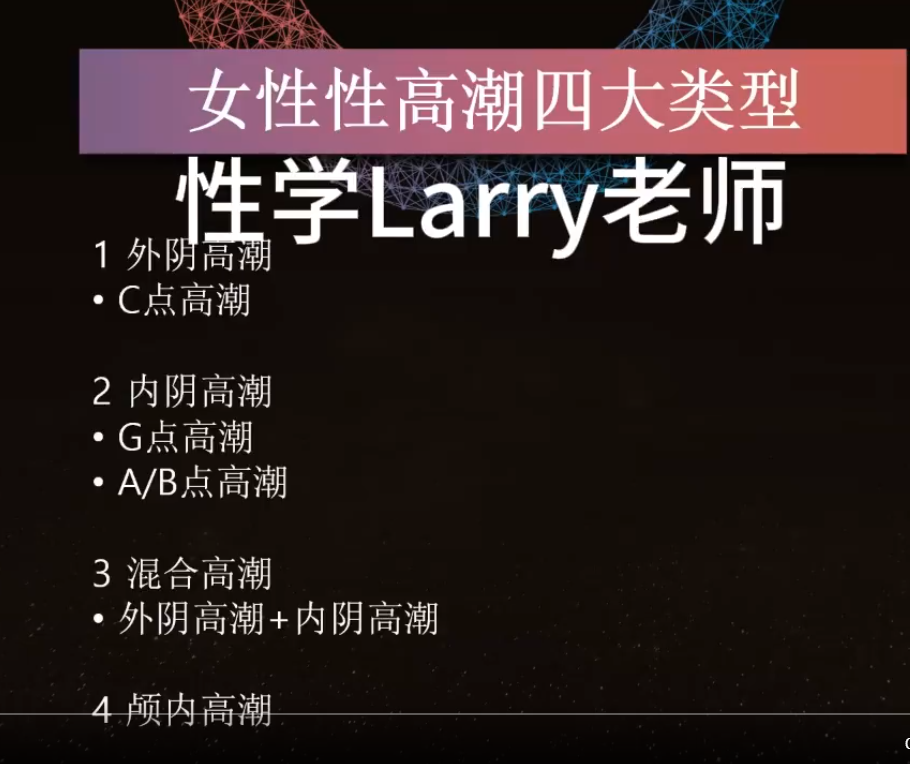 女性性高潮四大类型
性学Larry老师
1 外阴高潮
• C点高潮
2 内阴高潮
• G点高潮
• A/B点高潮
3 混合高潮
• 外阴高潮+内阴高潮
4 颅内高潮